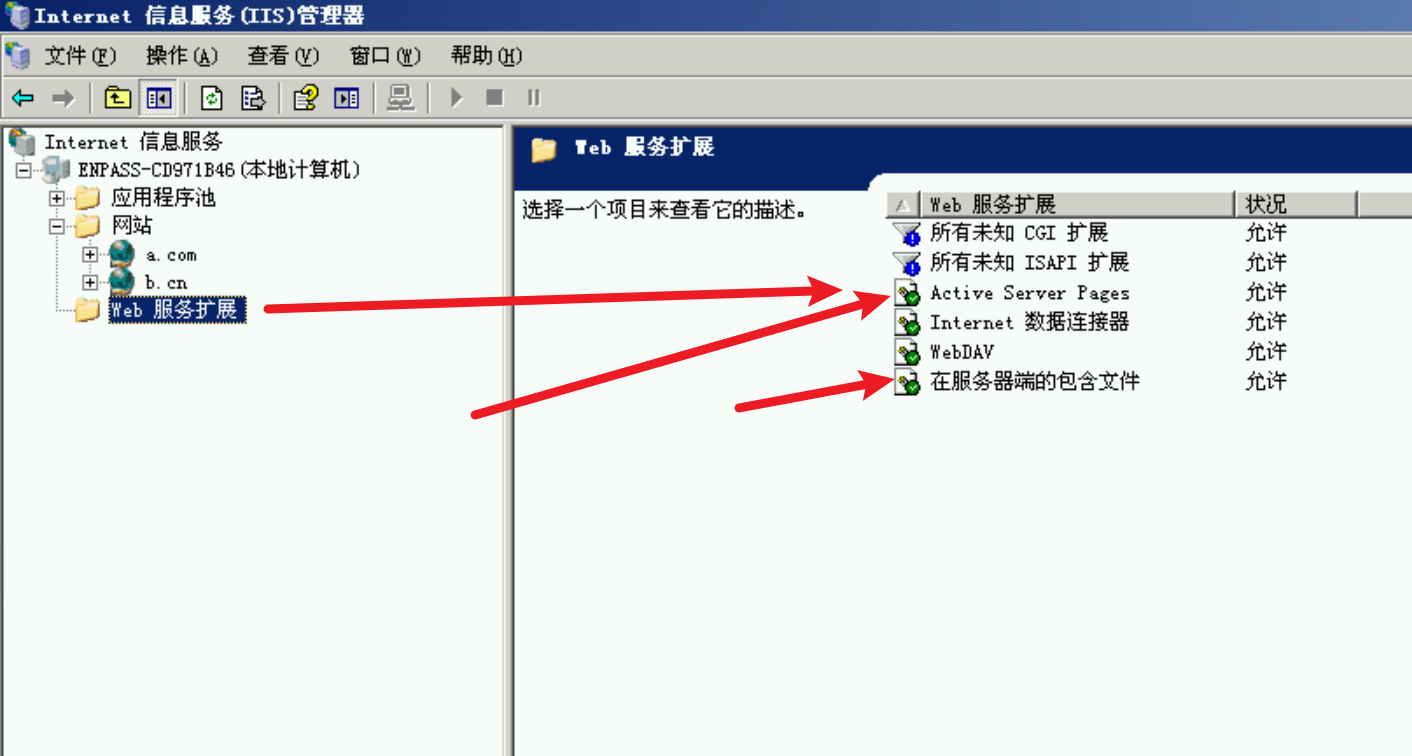 Internet 信息服务(IIS)管理器
文件(F) 操作(A) 查看(V) 窗口(W) 帮助(H)
Internet 信息服务
ENPASS-CD971B46(本地计算机)
应用程序池
网站
a.com
b.cn
Web 服务扩展
Web 服务扩展
选择一个项目来查看它的描述。
Web 服务扩展 状况
所有未知 CGI 扩展 允许
所有未知 ISAPI 扩展 允许
Active Server Pages 允许
Internet 数据连接器 允许
WebDAV 允许
在服务器端的包含文件 允许